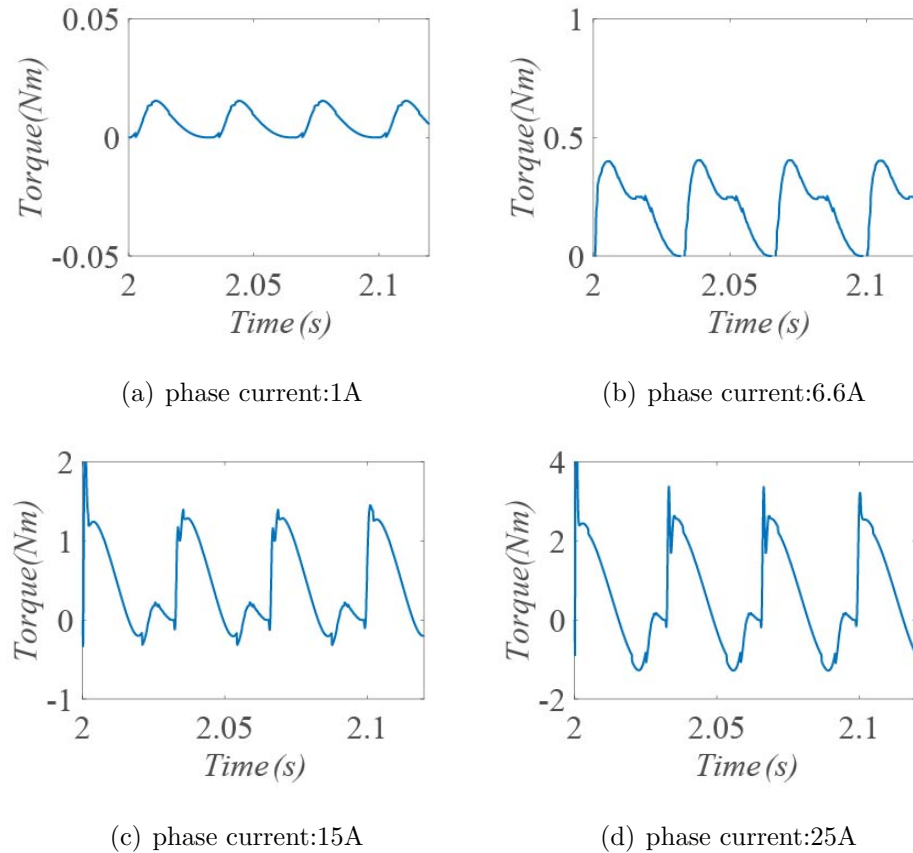 0.05
0
-0.05
2
2.05
2.1
Torque(Nm)
Time(s)
(a) phase current:1A
1
0.5
0
2
2.05
2.1
Torque(Nm)
Time(s)
(b) phase current:6.6A
2
1
0
-1
2
2.05
2.1
Torque(Nm)
Time(s)
(c) phase current:15A
4
2
0
-2
2
2.05
2.1
Torque(Nm)
Time(s)
(d) phase current:25A